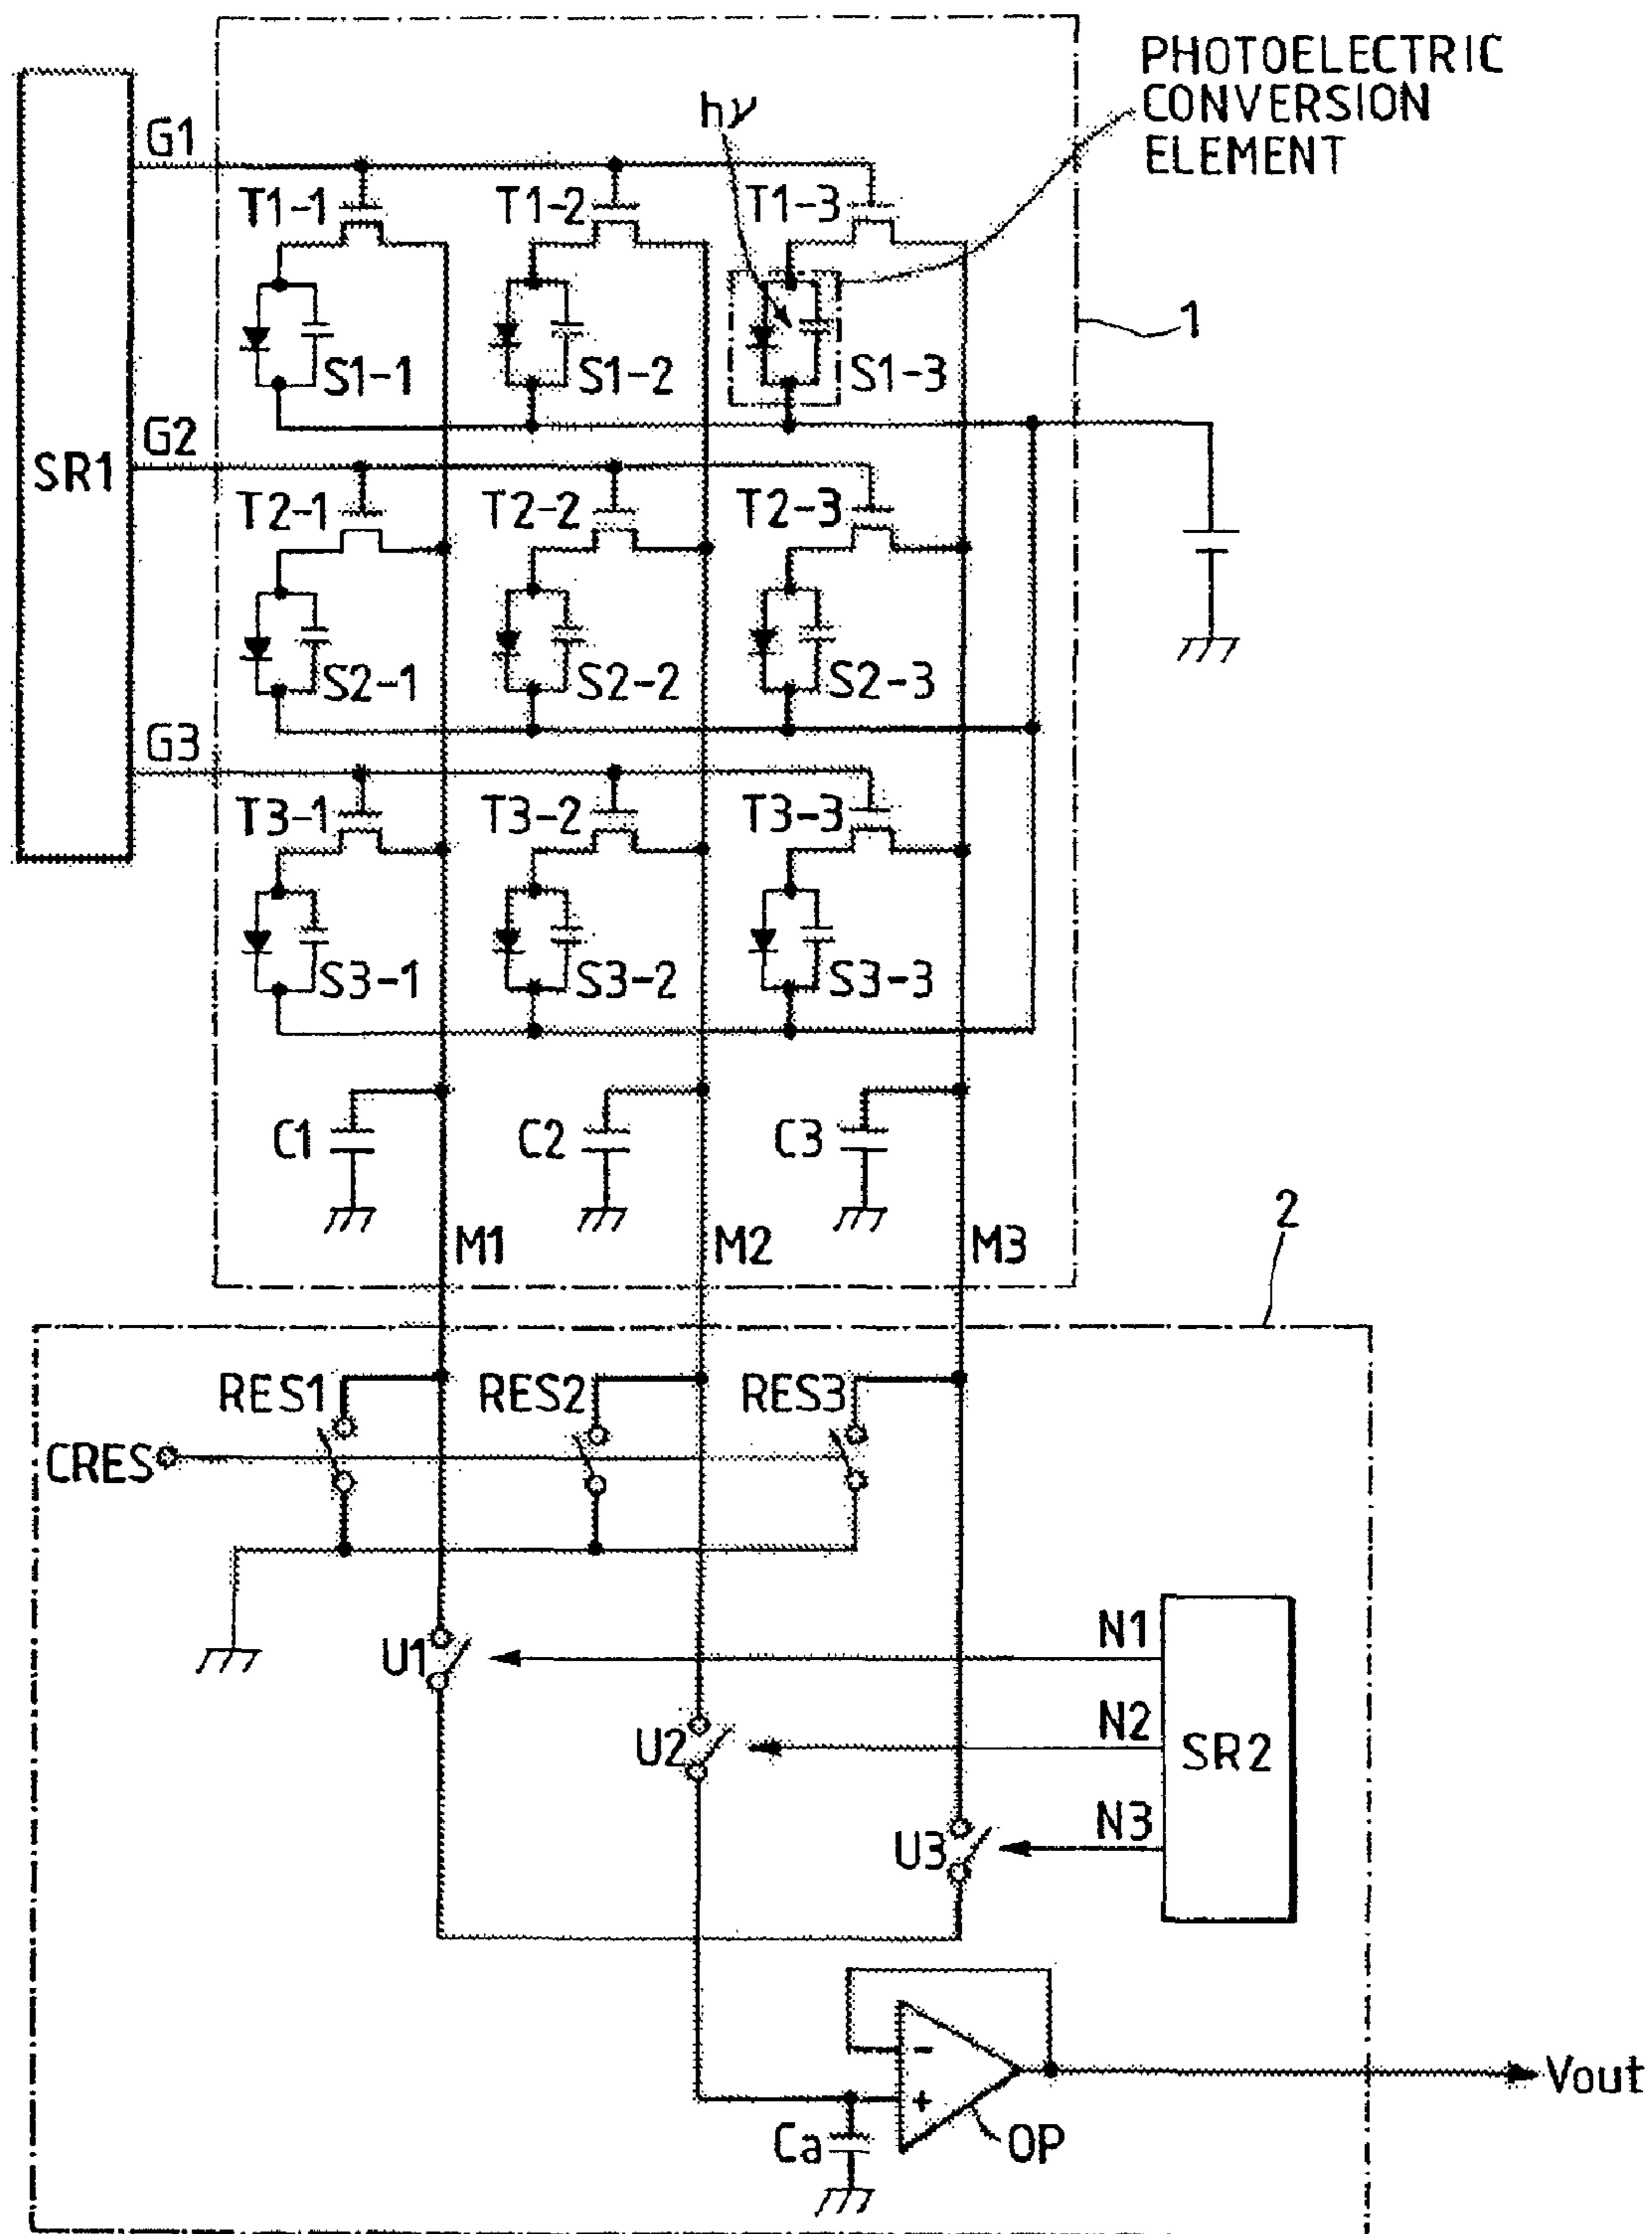 PHOTOELECTRIC
CONVERSION
ELEMENT
hν
G1
T1-1
T1-2
T1-3
1
S1-1
S1-2
S1-3
G2
SR1
T2-1
T2-2
T2-3
S2-1
S2-2
S2-3
G3
T3-1
T3-2
T3-3
S3-1
S3-2
S3-3
C1
C2
C3
M1
M2
M3
2
RES1
RES2
RES3
CRES
N1
U1
N2
U2
SR2
N3
U3
-
+
Vout
Ca
OP